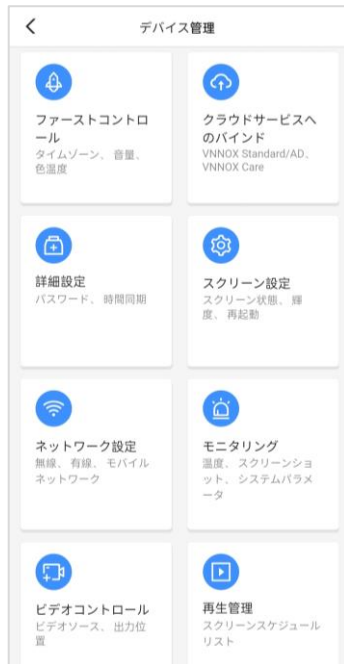 デバイス管理
ファーストコントロ
ール
タイムゾーン、音量、
色温度
クラウドサービスへ
のバインド
VNNOX Standard/AD、
VNNOX Care
詳細設定
パスワード、時間同期
スクリーン設定
スクリーン状態、輝
度、再起動
ネットワーク設定
無線、有線、モバイル
ネットワーク
モニタリング
温度、スクリーンショ
ット、システムパラメ
ータ
ビデオコントロール
ビデオソース、出力位
置
再生管理
スクリーンスケジュール
リスト